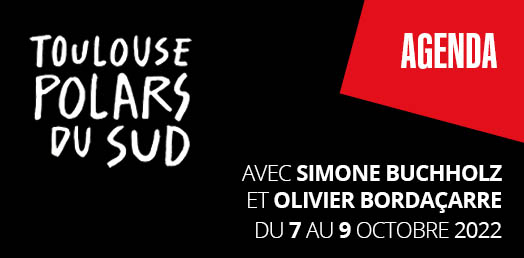 TOULOUSE
POLARS
DU SUD
AGENDA
AVEC SIMONE BUCHHOLZ
ET OLIVIER BORDAÇARRE
DU 7 AU 9 OCTOBRE 2022